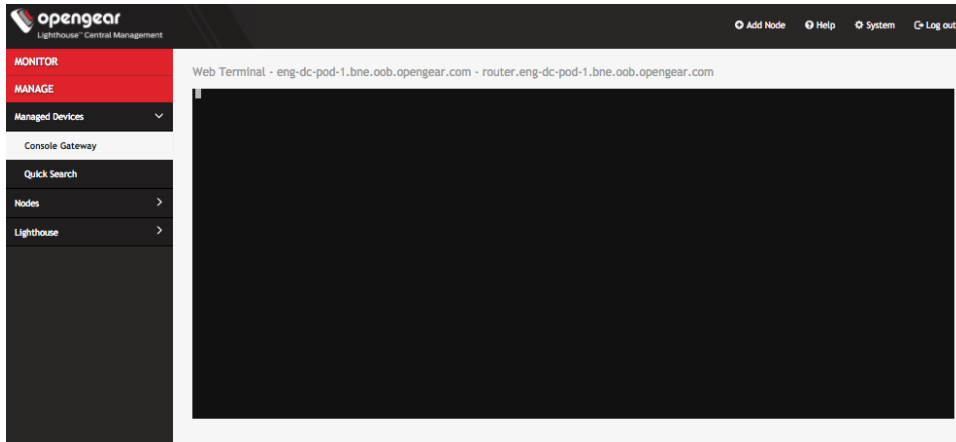 opengear
Lighthouse™ Central Management
Add Node Help System Log out
MONITOR
MANAGE
Managed Devices
Console Gateway
Quick Search
Nodes
Lighthouse
Web Terminal - eng-dc-pod-1.bne.oob.opengear.com - router.eng-dc-pod-1.bne.oob.opengear.com